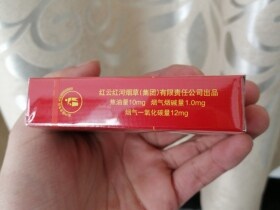 红云红河烟草(集团)有限责任公司出品
焦油量10mg 烟气烟碱量1.0mg
烟气一氧化碳量12mg